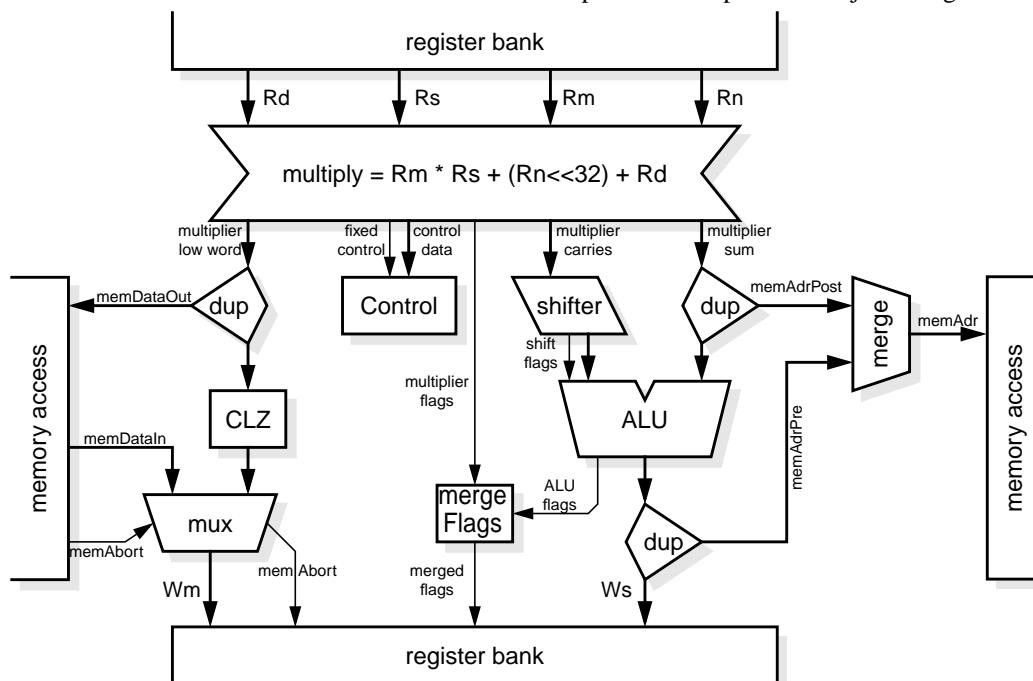 register bank
Rd
Rs
Rm
Rn
multiply = Rm * Rs + (Rn<<32) + Rd
multiplier
low word
fixed
control
control
data
multiplier
carries
multiplier
sum
memDataOut
dup
Control
shifter
dup
memAdrPost
merge
memAdr
memory access
memory access
shift
flags
multiplier
flags
CLZ
ALU
memAdrPre
memDataIn
merge
Flags
ALU
flags
mux
dup
memAbort
mem Abort
merged
flags
Wm
Ws
register bank